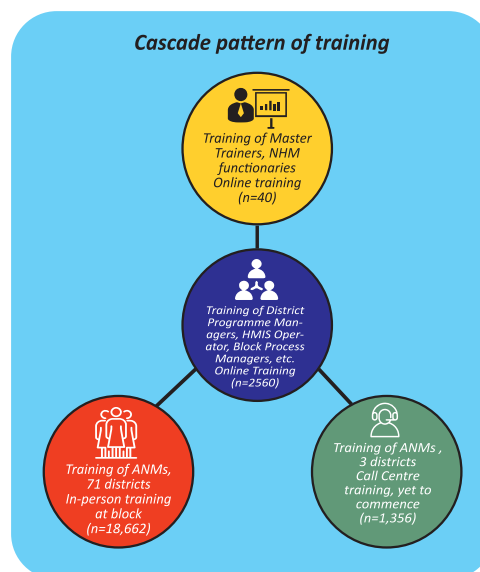 Cascade pattern of training
Training of Master
Trainers, NHM
functionaries
Online training
(n=40)
Training of District
Programme Man-
agers, HMIS Oper-
ator, Block Process
Managers, etc.
Online Training
(n=2560)
Training of ANMs,
71 districts
In-person training
at block
(n=18,662)
Training of ANMs ,
3 districts
Call Centre
training, yet to
commence
(n=1,356)